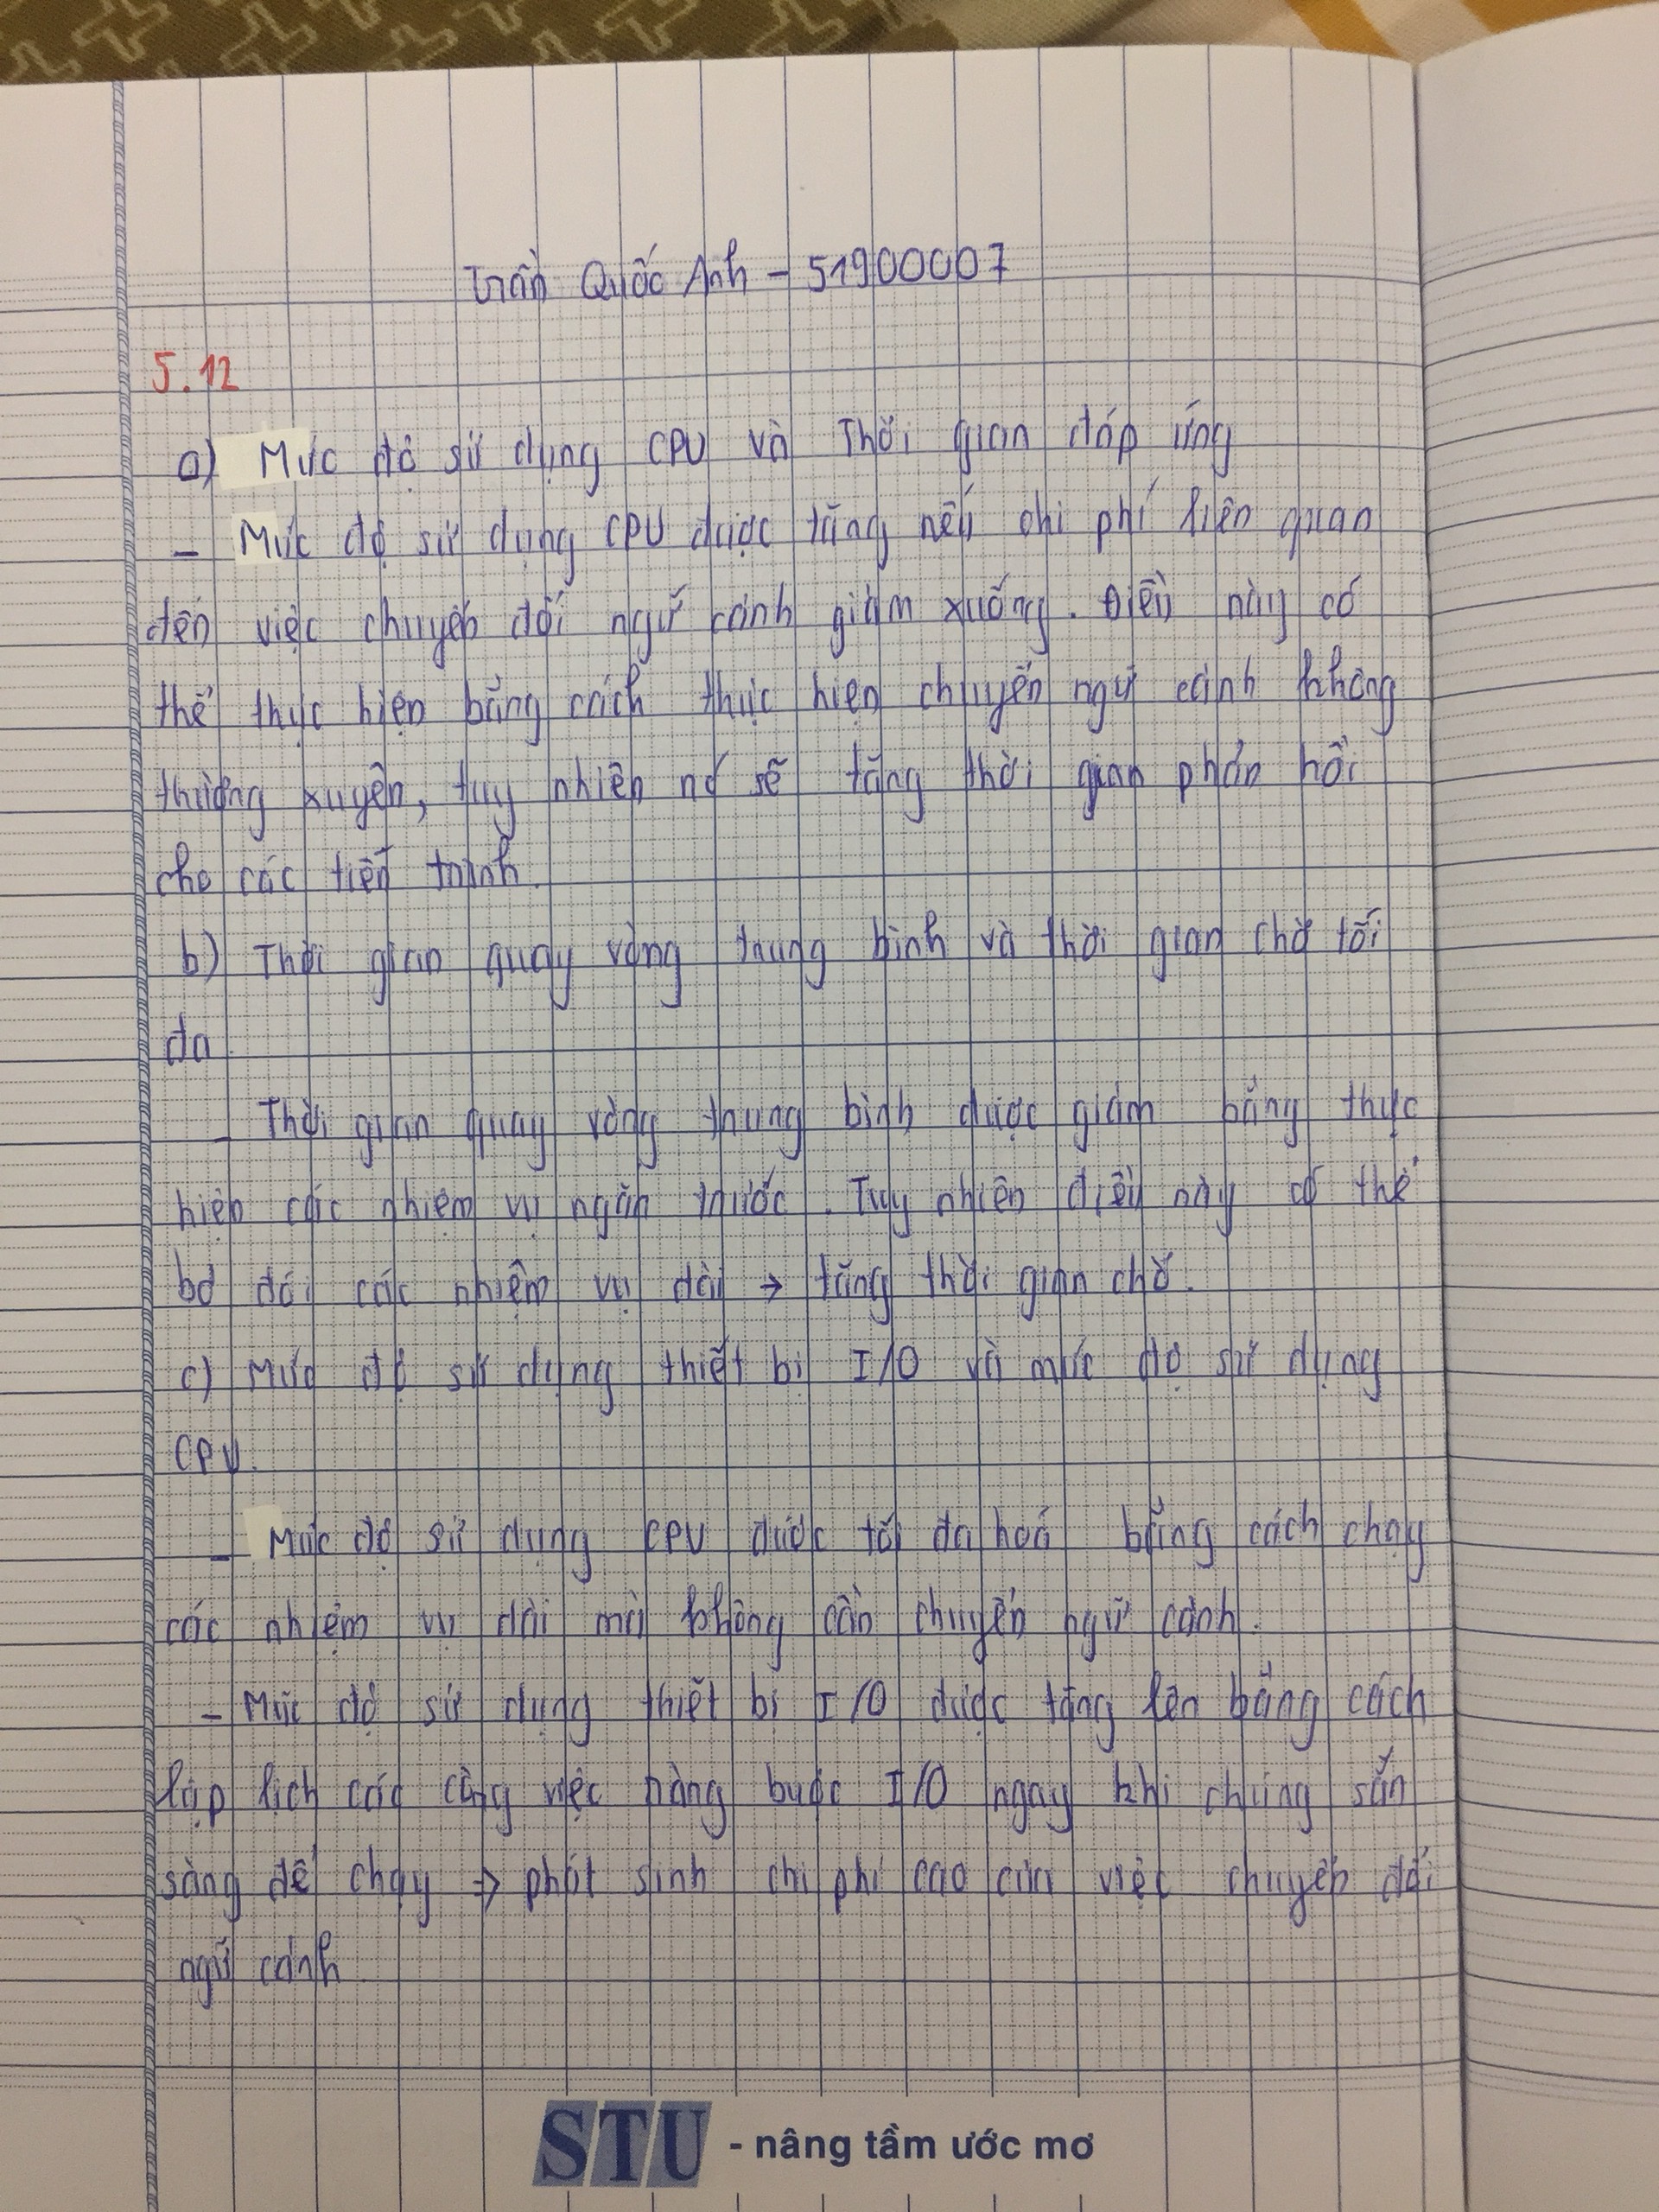 Trần Quốc Anh - 51900007
5.12
a) Mức độ sử dụng CPU và Thời gian đáp ứng
- Mức độ sử dụng CPU được tăng nếu chi phí liên quan
đến việc chuyển đổi ngữ cảnh giảm xuống. Điều này có
thể thực hiện bằng cách thực hiện chuyển ngữ cảnh không
thường xuyên, tuy nhiên nó sẽ tăng thời gian phản hồi
cho các tiến trình.
b) Thời gian quay vòng trung bình và thời gian chờ tối
đa
- Thời gian quay vòng trung bình được giảm bằng thực
hiện các nhiệm vụ ngắn trước. Tuy nhiên điều này có thể
bỏ đói các nhiệm vụ dài → tăng thời gian chờ.
c) Mức độ sử dụng thiết bị I/O và mức độ sử dụng
CPU.
- Mức độ sử dụng CPU được tối đa hoá bằng cách chạy
các nhiệm vụ dài mà không cần chuyển ngữ cảnh.
- Mức độ sử dụng thiết bị I/O được tăng lên bằng cách
lập lịch các công việc ràng buộc I/O ngay khi chúng sẵn
sàng để chạy → phát sinh chi phí cao của việc chuyển đổi
ngữ cảnh
STU - nâng tầm ước mơ